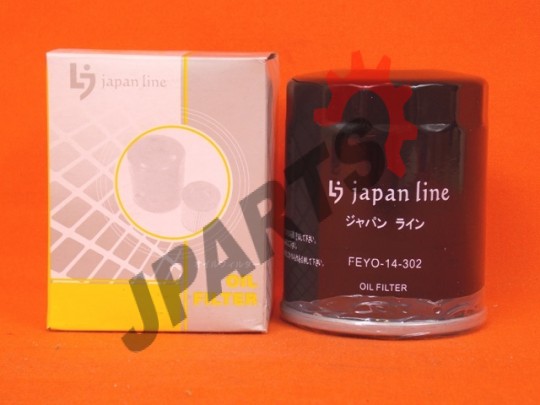 japan line
OIL
FILTER
japan line
ジャパン ライン
FEYO-14-302
OIL FILTER
JPARTS